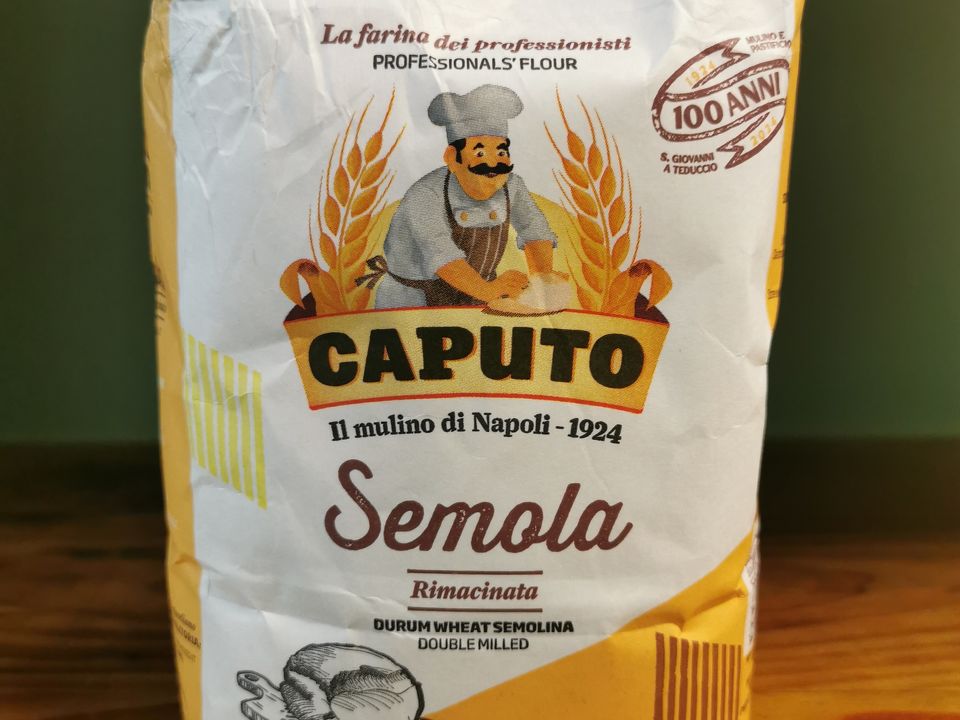 La farina dei professionisti
PROFESSIONALS' FLOUR
MULINO E
PASTIFICIO
1924
100 ANNI
2024
S. GIOVANNI
A TEDUCCIO
CAPUTO
Il mulino di Napoli - 1924
Semola
Rimacinata
DURUM WHEAT SEMOLINA
DOUBLE MILLED